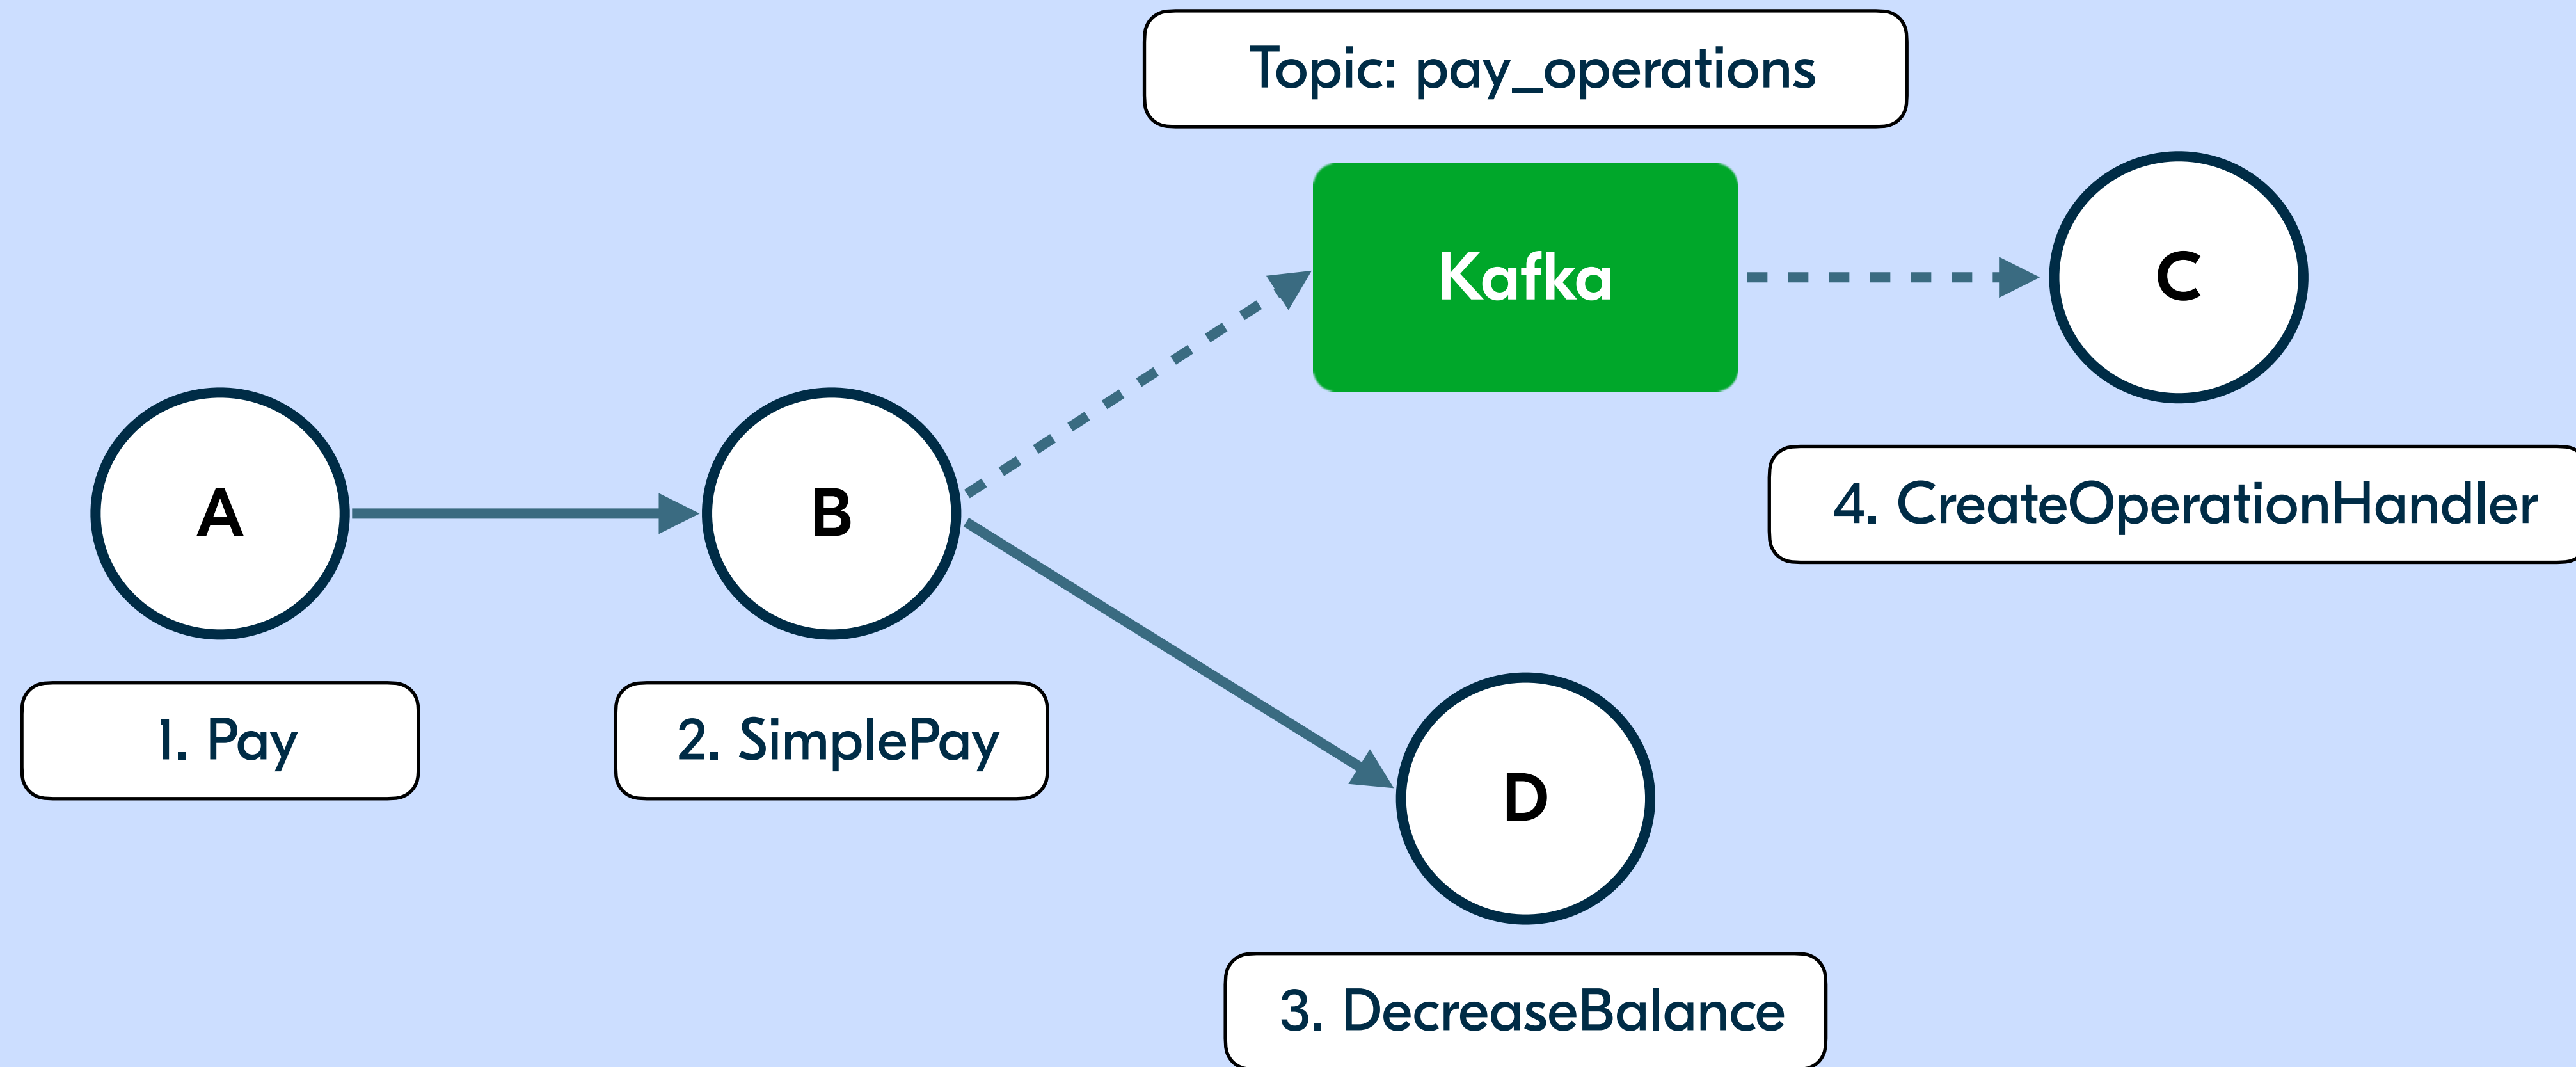 Topic: pay_operations
Kafka
C
4. CreateOperationHandler
A
B
1. Pay
2. SimplePay
D
3. DecreaseBalance